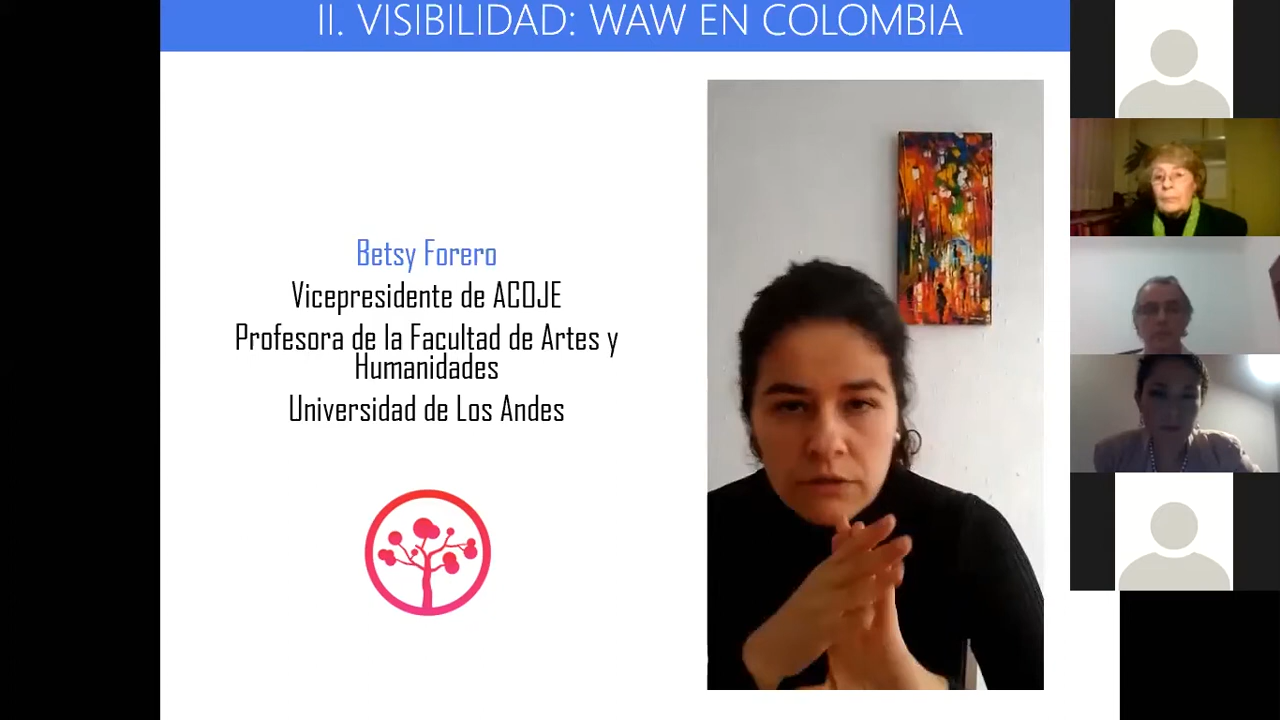 II. VISIBILIDAD: WAW EN COLOMBIA
Betsy Forero
Vicepresidente de ACOJE
Profesora de la Facultad de Artes y
Humanidades
Universidad de Los Andes